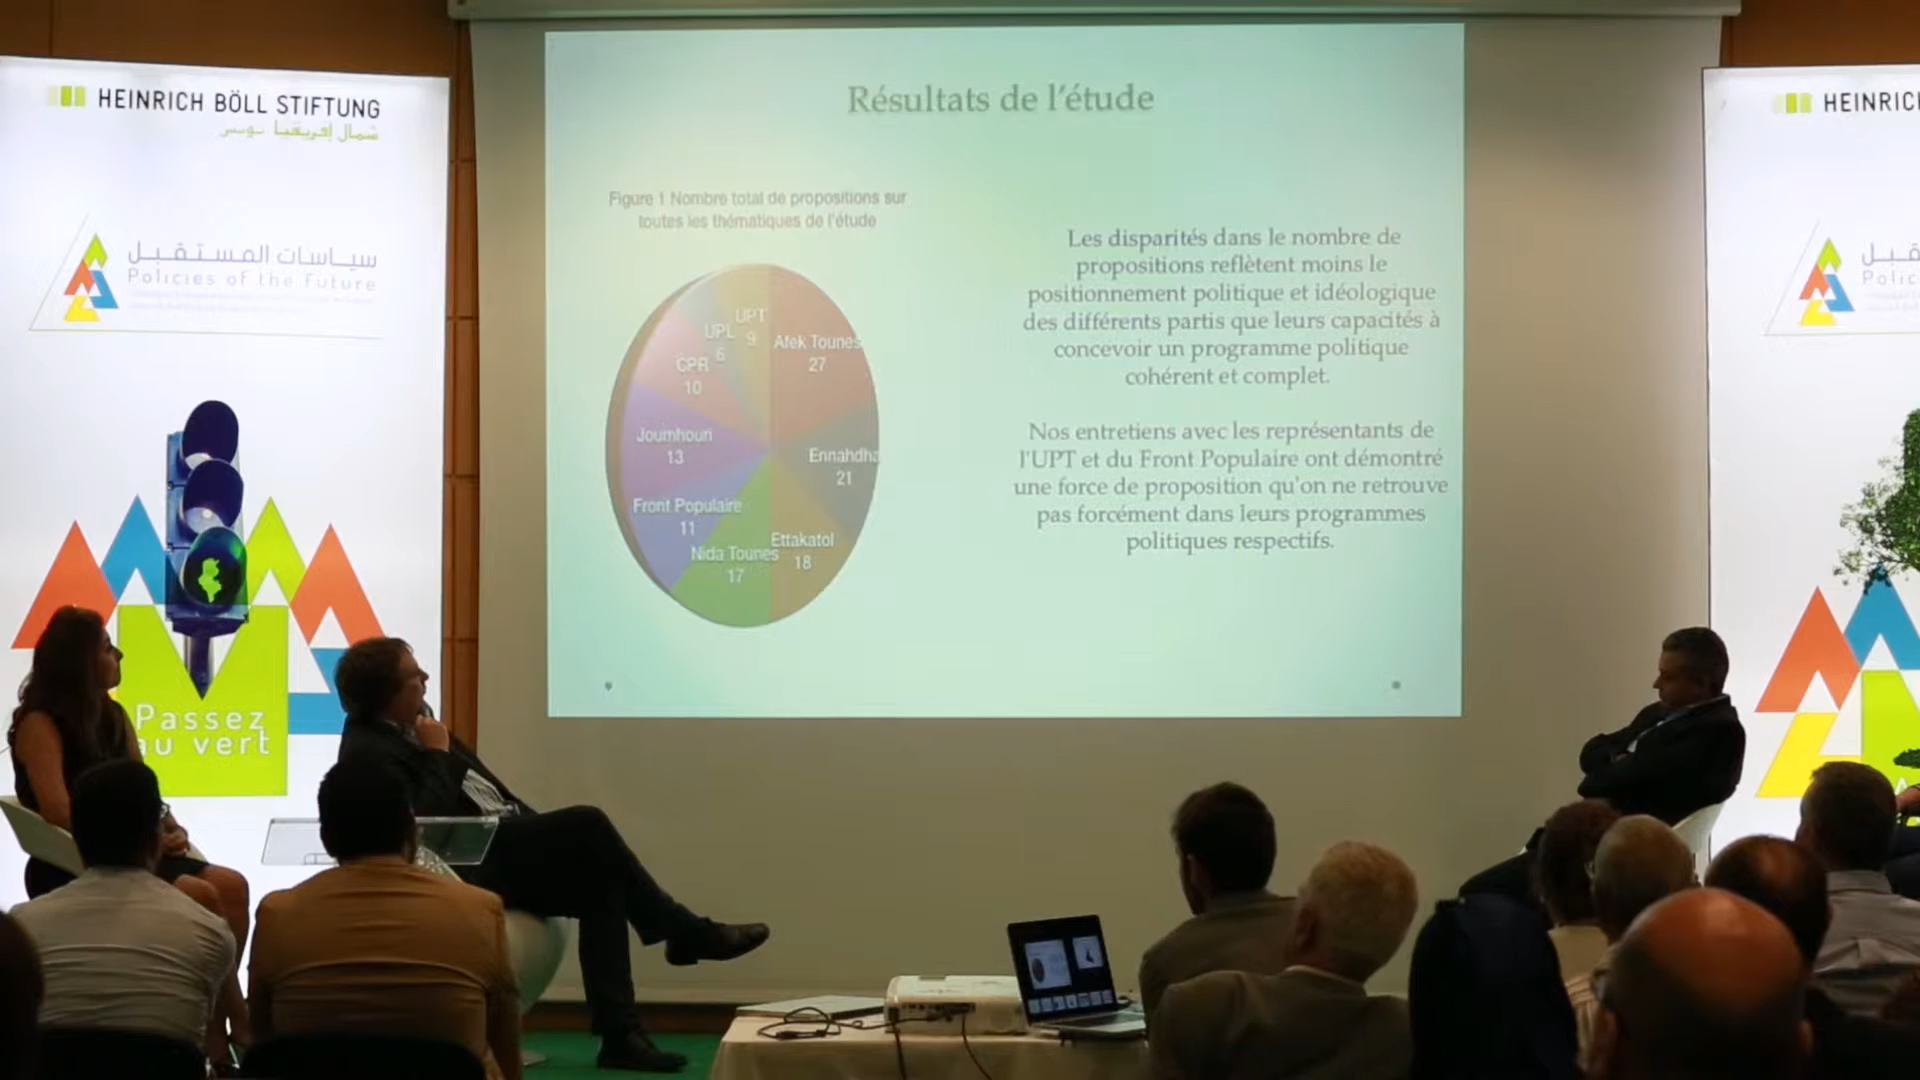 HEINRICH BÖLL STIFTUNG
شمال إفريقيا تونس
سياسات المستقبل
Policies of the Future
Passez
au vert
Résultats de l'étude
Figure 1 Nombre total de propositions sur
toutes les thématiques de l'étude
UPT
9
UPL
6
Afek Tounes
27
CPR
10
Joumhouri
13
Ennahdha
21
Front Populaire
11
Ettakatol
18
Nida Tounes
17
Les disparités dans le nombre de
propositions reflètent moins le
positionnement politique et idéologique
des différents partis que leurs capacités à
concevoir un programme politique
cohérent et complet.
Nos entretiens avec les représentants de
l'UPT et du Front Populaire ont démontré
une force de proposition qu'on ne retrouve
pas forcément dans leurs programmes
politiques respectifs.
HEINRICH
Polici